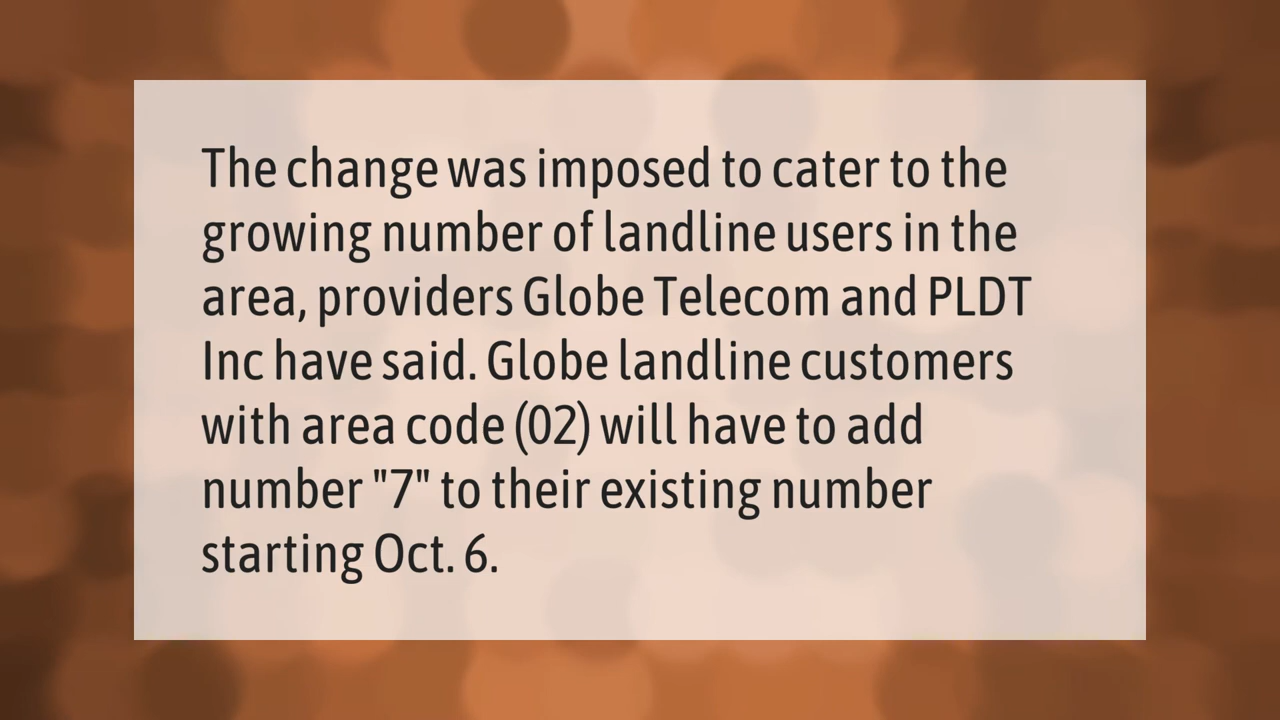 The change was imposed to cater to the
growing number of landline users in the
area, providers Globe Telecom and PLDT
Inc have said. Globe landline customers
with area code (02) will have to add
number "7" to their existing number
starting Oct. 6.